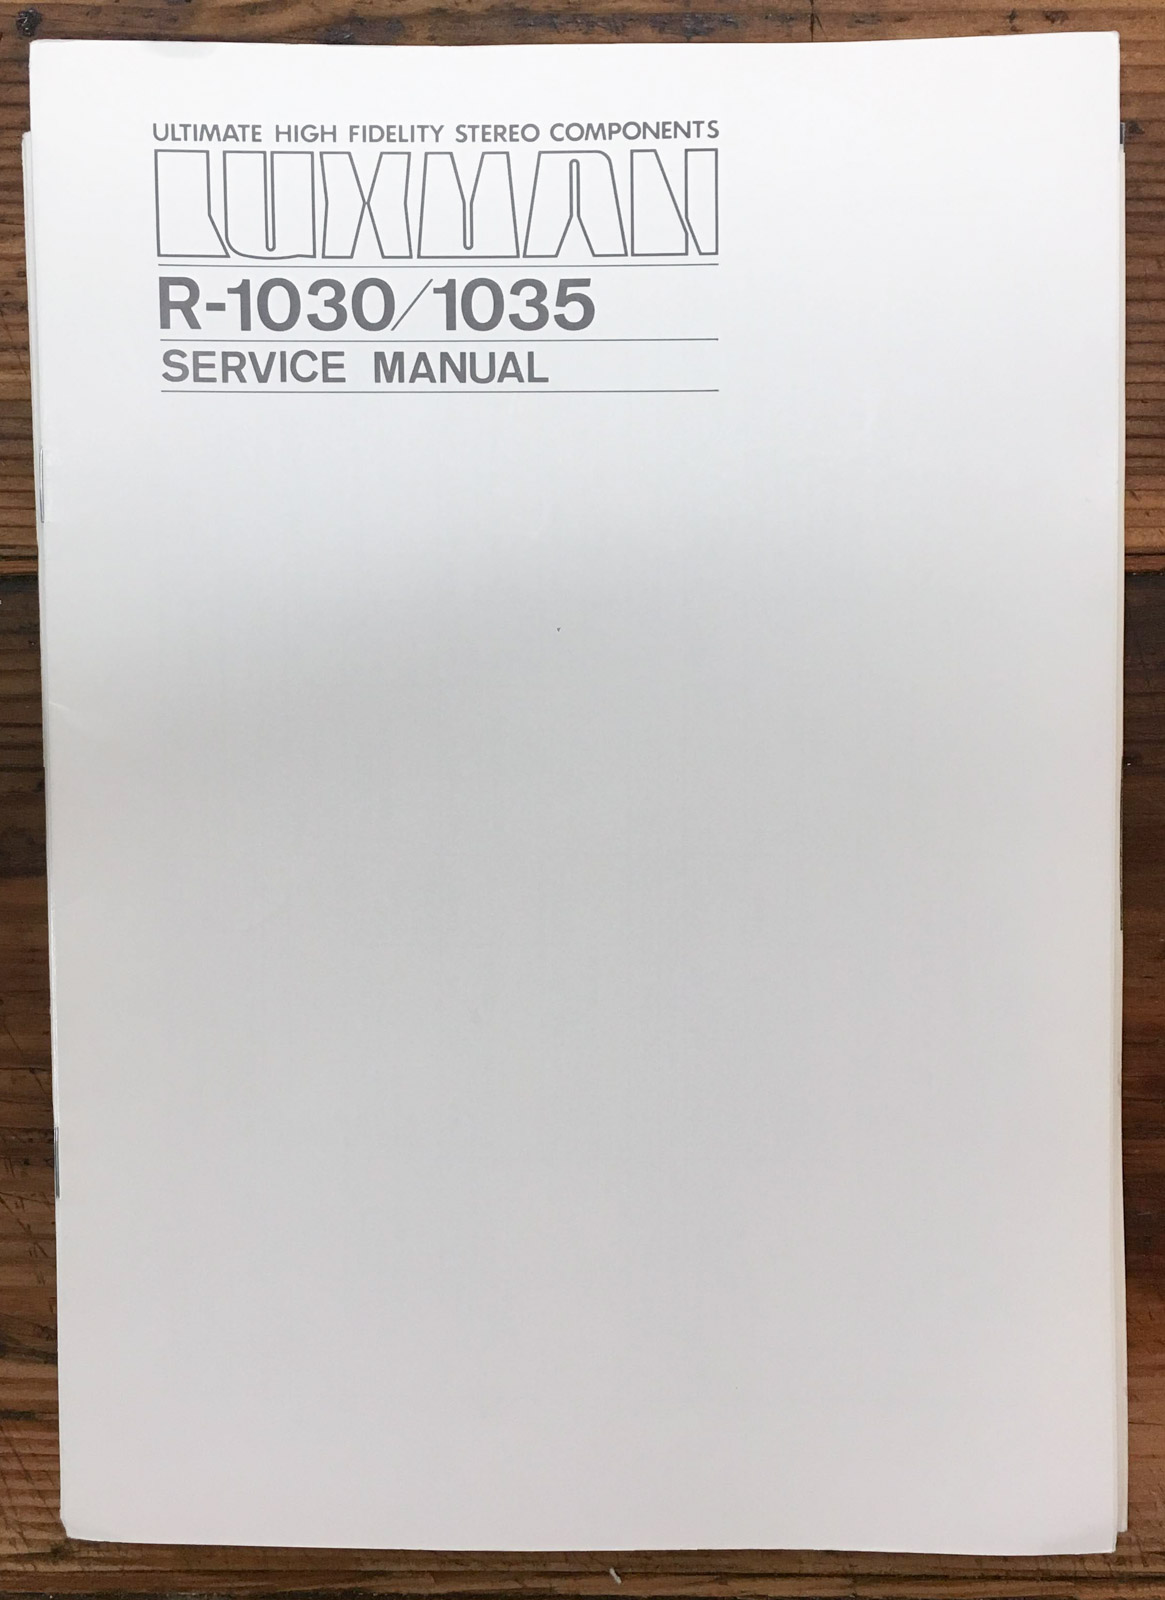 ULTIMATE HIGH FIDELITY STEREO COMPONENTS
LUXMAN
R-1030/1035
SERVICE MANUAL